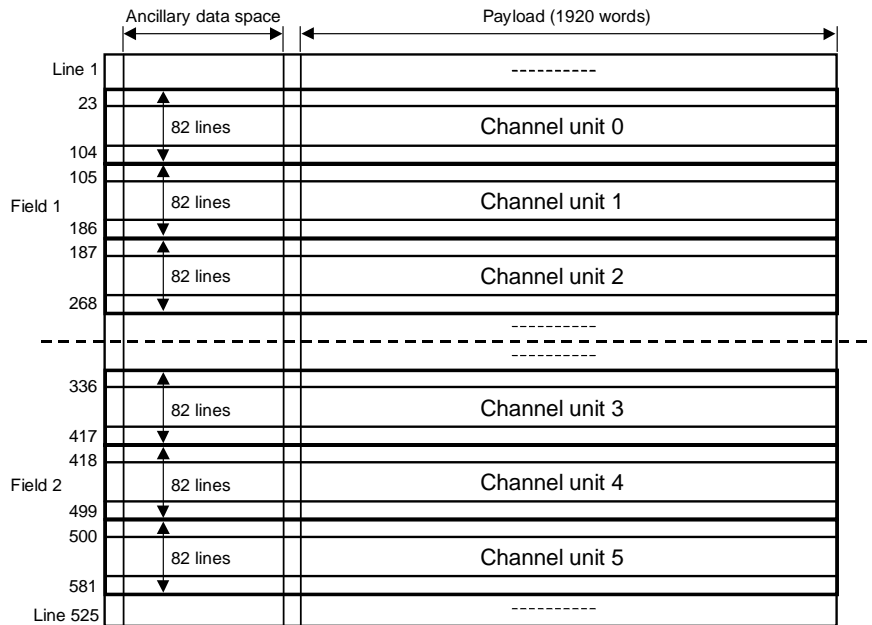 Ancillary data space Payload (1920 words)
Line 1 ----------
23
82 lines Channel unit 0
104
105
Field 1 82 lines Channel unit 1
186
187
82 lines Channel unit 2
268
----------
----------
336
82 lines Channel unit 3
417
418
Field 2 82 lines Channel unit 4
499
500
82 lines Channel unit 5
581
Line 525 ----------